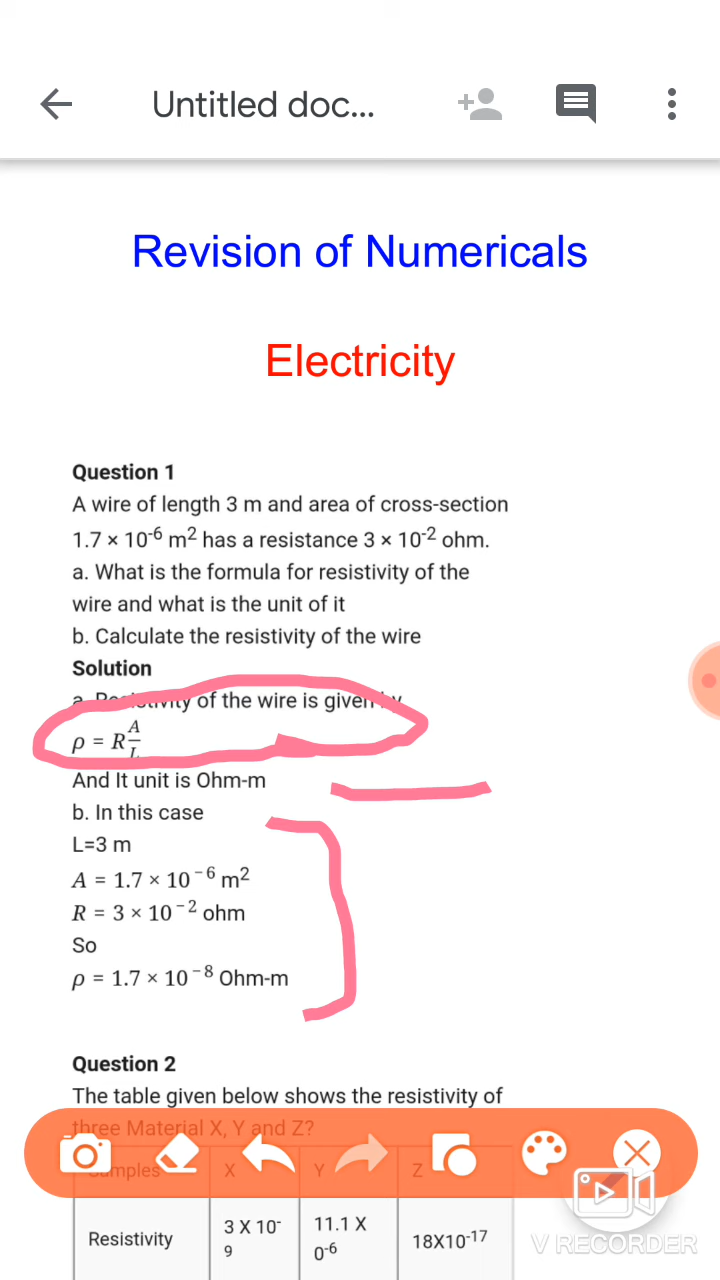 Untitled doc...
Revision of Numericals
Electricity
Question 1
A wire of length 3 m and area of cross-section
1.7 × 10⁻⁶ m² has a resistance 3 × 10⁻² ohm.
a. What is the formula for resistivity of the
wire and what is the unit of it
b. Calculate the resistivity of the wire
Solution
a. Resistivity of the wire is given by
ρ = R A/L
And It unit is Ohm-m
b. In this case
L=3 m
A = 1.7 × 10⁻⁶ m²
R = 3 × 10⁻² ohm
So
ρ = 1.7 × 10⁻⁸ Ohm-m
Question 2
The table given below shows the resistivity of
three Material X, Y and Z?
Samples X Y Z
Resistivity 3 X 10⁻⁹ 11.1 X 0⁻⁶ 18X10⁻¹⁷
V RECORDER